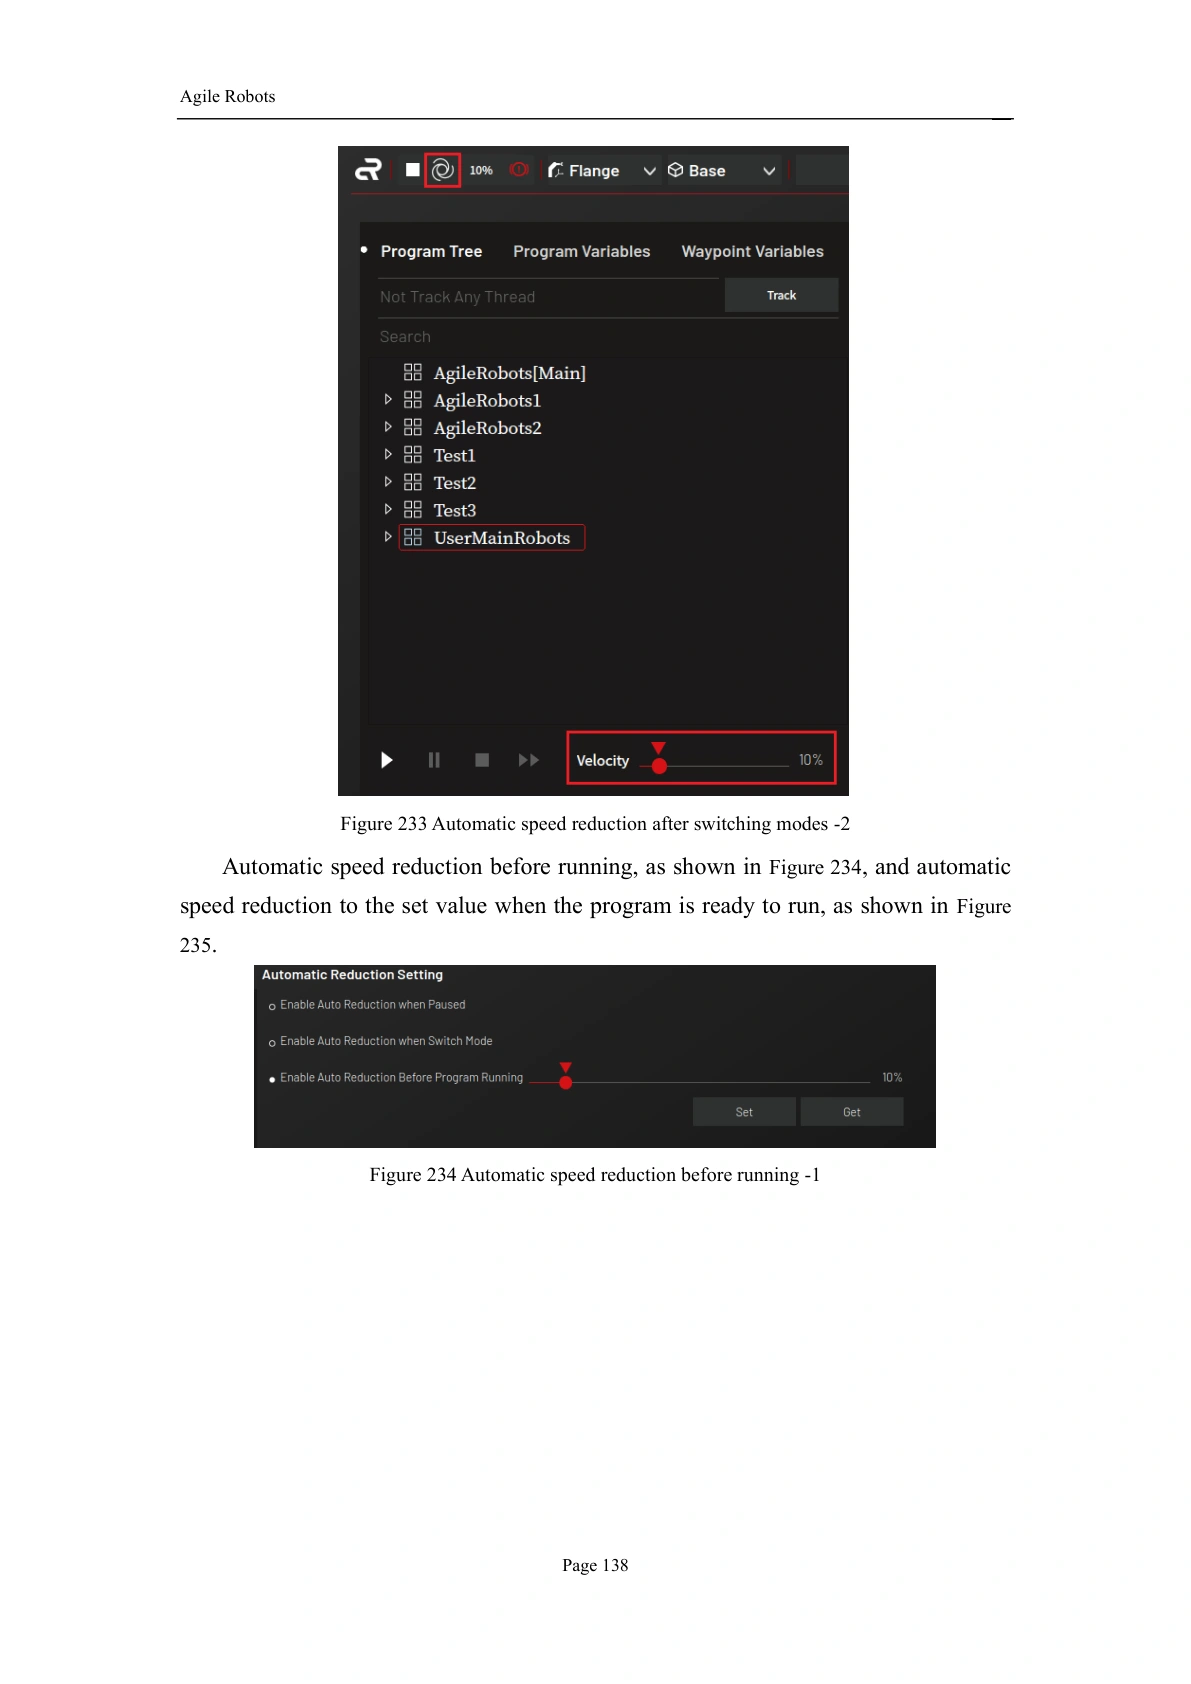 Agile Robots
10% Flange Base
Program Tree Program Variables Waypoint Variables
Not Track Any Thread Track
Search
AgileRobots[Main]
AgileRobots1
AgileRobots2
Test1
Test2
Test3
UserMainRobots
Velocity 10%
Figure 233 Automatic speed reduction after switching modes -2
Automatic speed reduction before running, as shown in Figure 234, and automatic
speed reduction to the set value when the program is ready to run, as shown in Figure
235.
Automatic Reduction Setting
Enable Auto Reduction when Paused
Enable Auto Reduction when Switch Mode
Enable Auto Reduction Before Program Running 10%
Set Get
Figure 234 Automatic speed reduction before running -1
Page 138